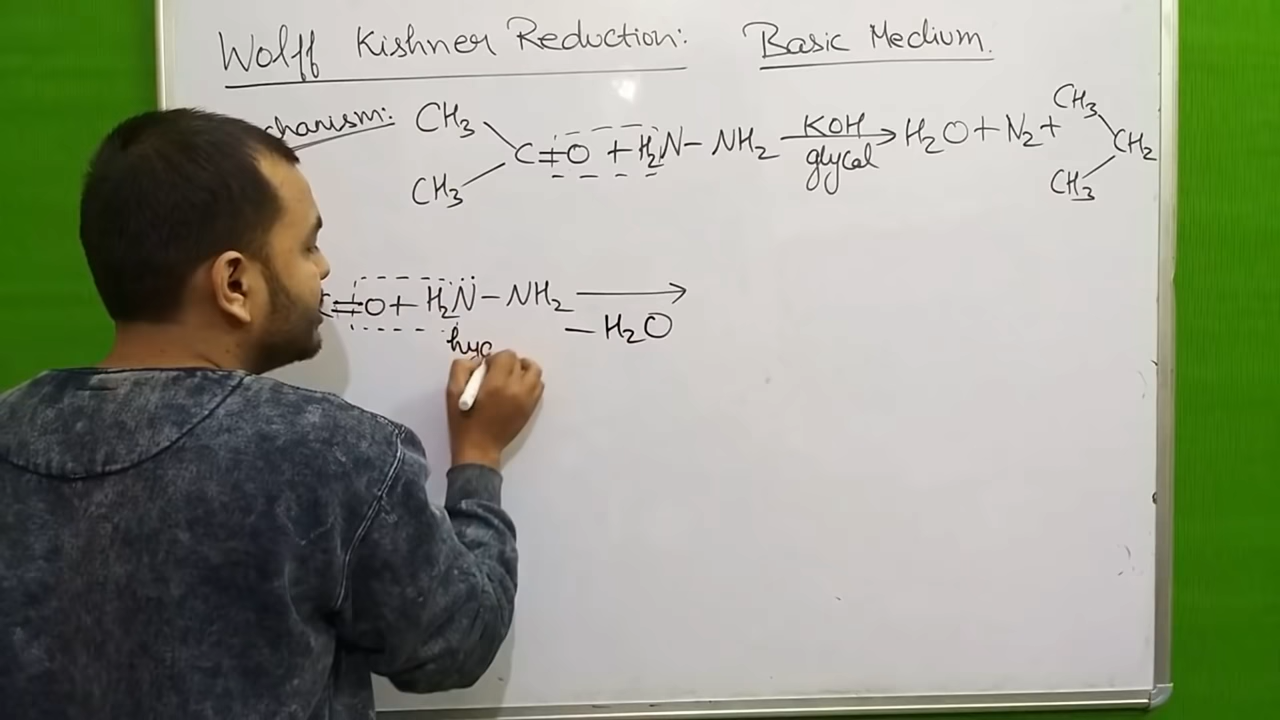 Wolff Kishner Reduction: Basic Medium.
chanism: CH3 CH3 C=O + H2N-NH2 KOH glycol → H2O + N2 + CH3 CH3 CH2
C=O + H2N̈-NH2 → -H2O
hyd